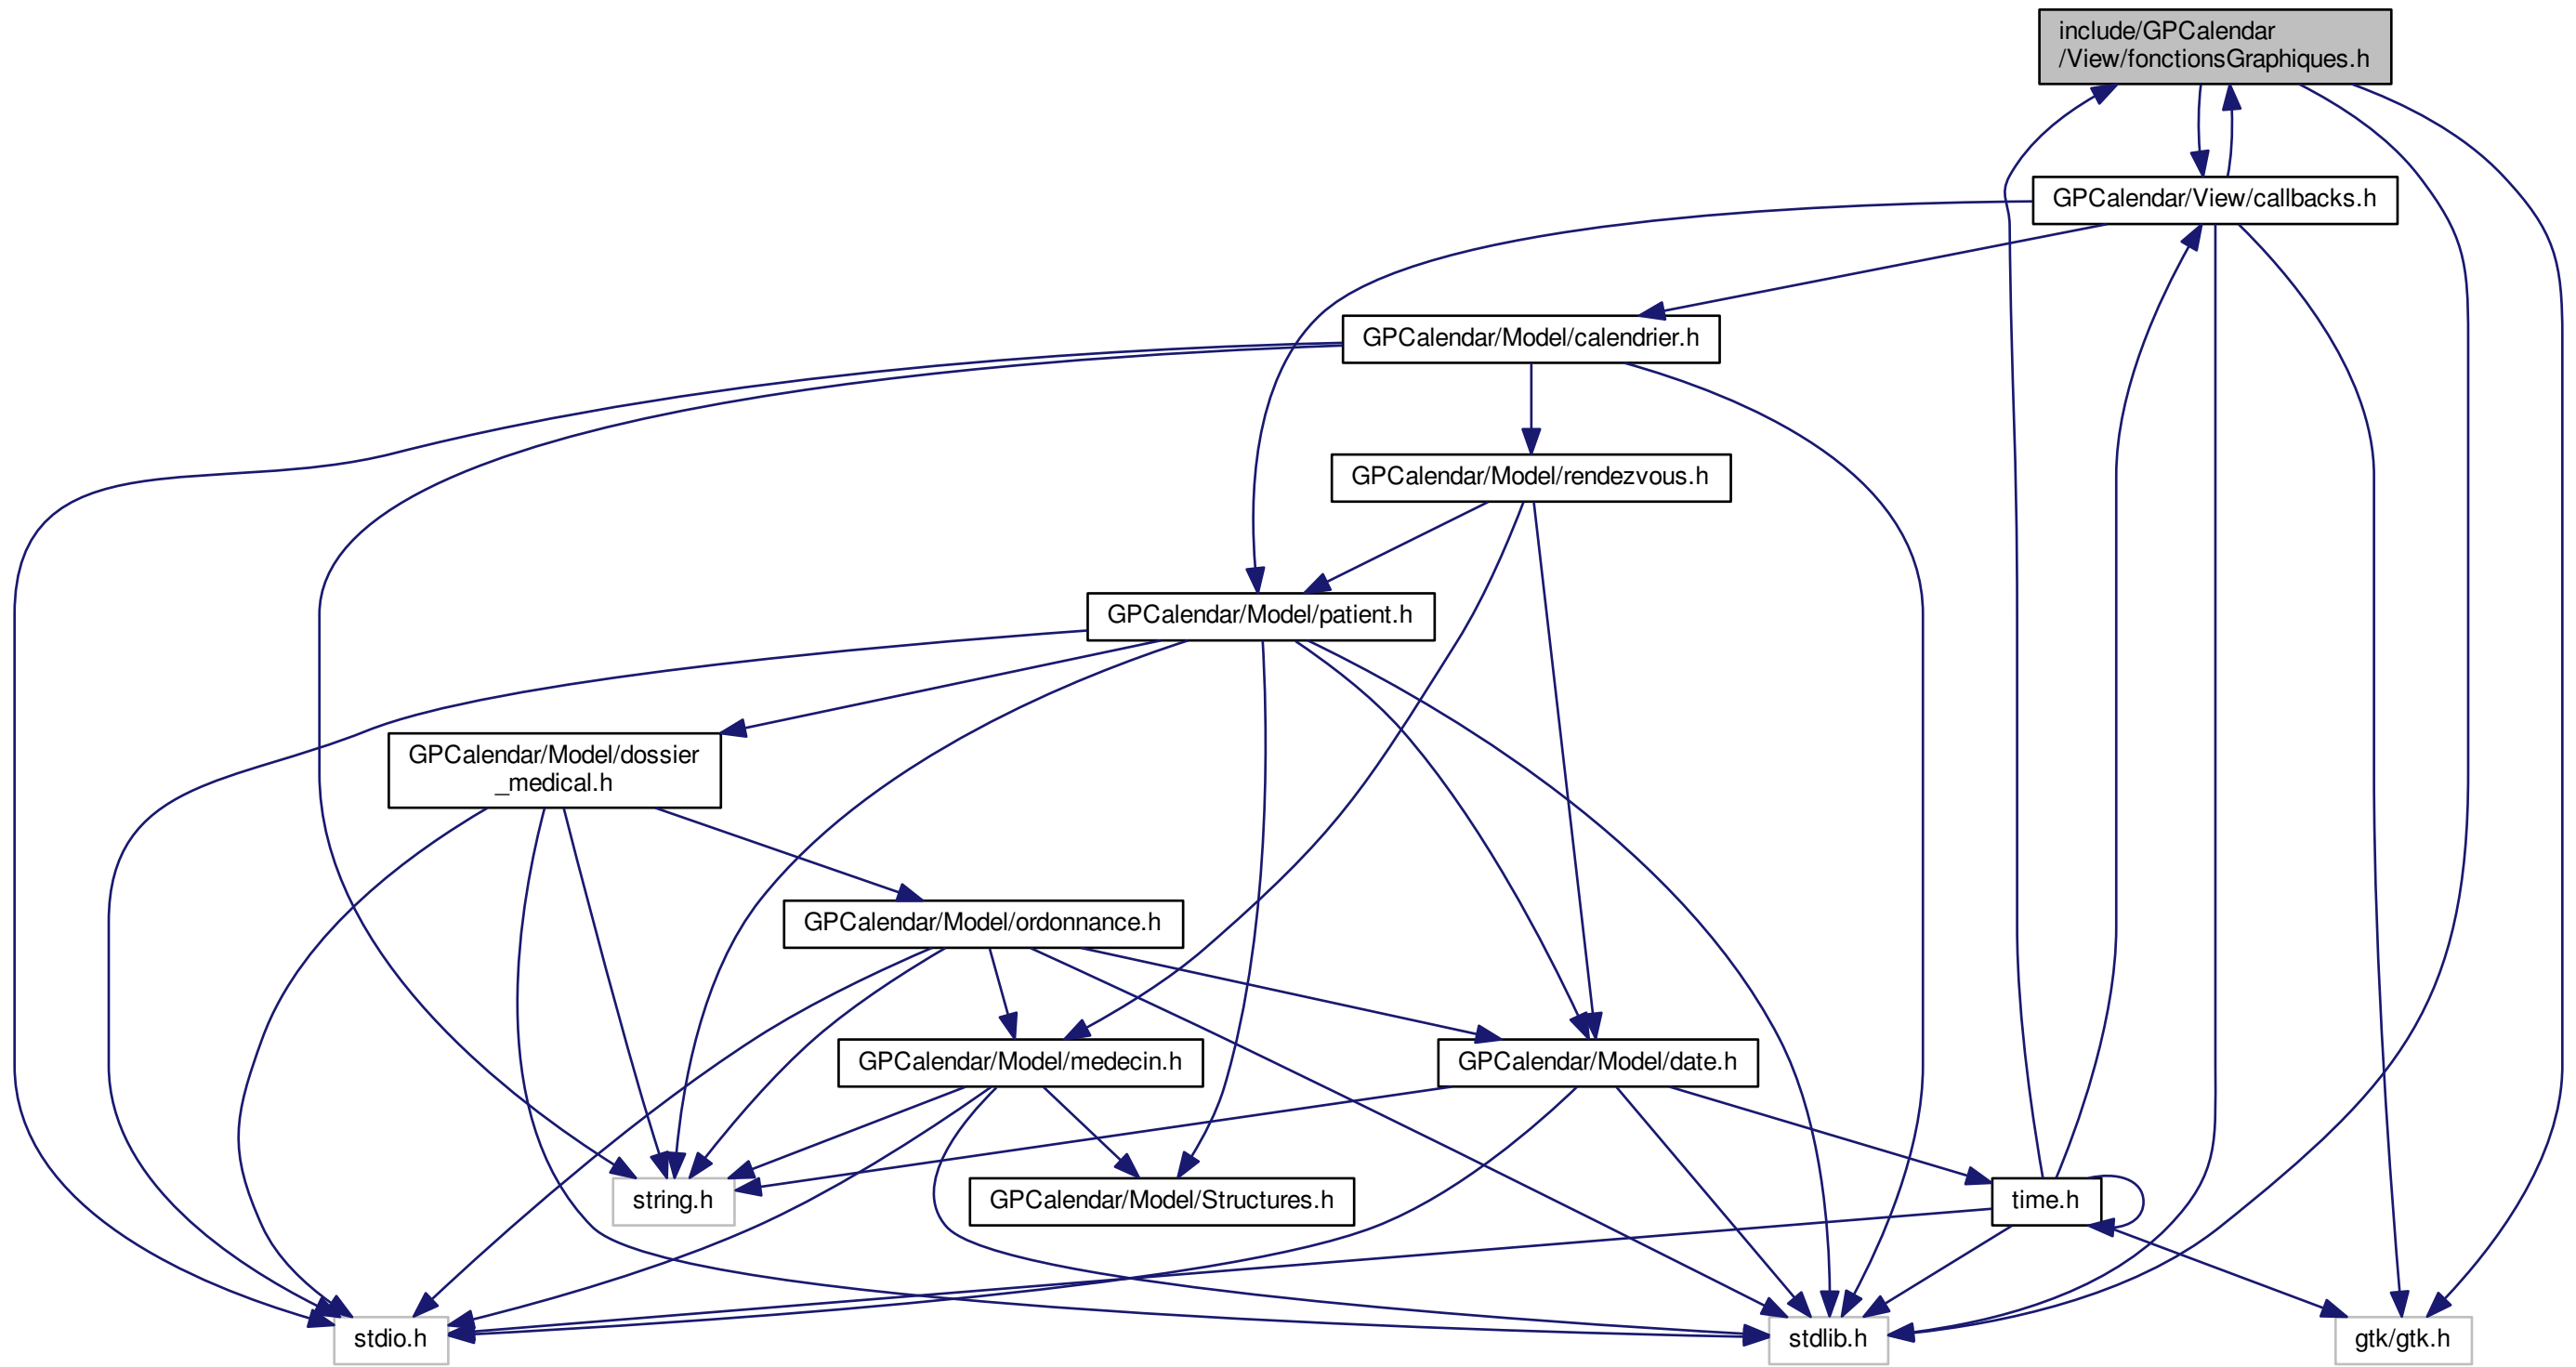 include/GPCalendar
/View/fonctionsGraphiques.h
GPCalendar/View/callbacks.h
GPCalendar/Model/calendrier.h
GPCalendar/Model/rendezvous.h
GPCalendar/Model/patient.h
GPCalendar/Model/dossier
_medical.h
GPCalendar/Model/ordonnance.h
GPCalendar/Model/medecin.h
GPCalendar/Model/date.h
string.h
GPCalendar/Model/Structures.h
time.h
stdio.h
stdlib.h
gtk/gtk.h